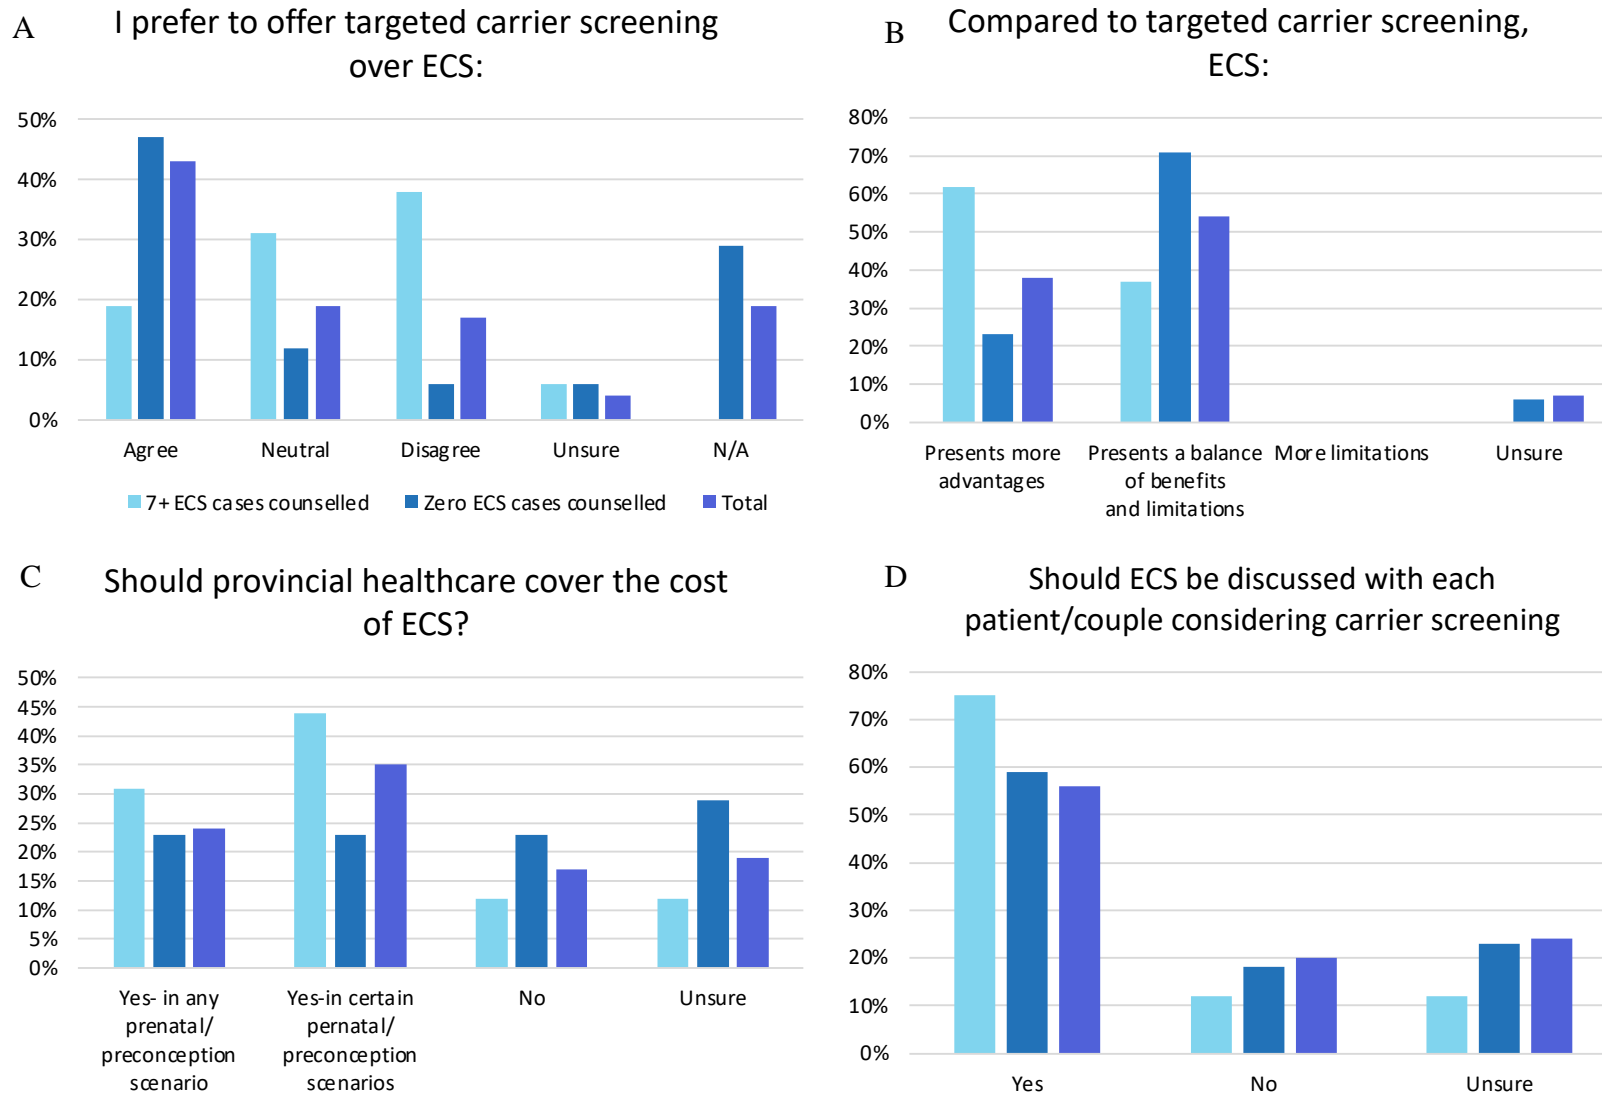 A
I prefer to offer targeted carrier screening
over ECS:
50%
40%
30%
20%
10%
0%
Agree
Neutral
Disagree
Unsure
N/A
7+ ECS cases counselled
Zero ECS cases counselled
Total
B
Compared to targeted carrier screening,
ECS:
80%
70%
60%
50%
40%
30%
20%
10%
0%
Presents more
advantages
Presents a balance
of benefits
and limitations
More limitations
Unsure
C
Should provincial healthcare cover the cost
of ECS?
50%
45%
40%
35%
30%
25%
20%
15%
10%
5%
0%
Yes- in any
prenatal/
preconception
scenario
Yes-in certain
pernatal/
preconception
scenarios
No
Unsure
D
Should ECS be discussed with each
patient/couple considering carrier screening
80%
70%
60%
50%
40%
30%
20%
10%
0%
Yes
No
Unsure